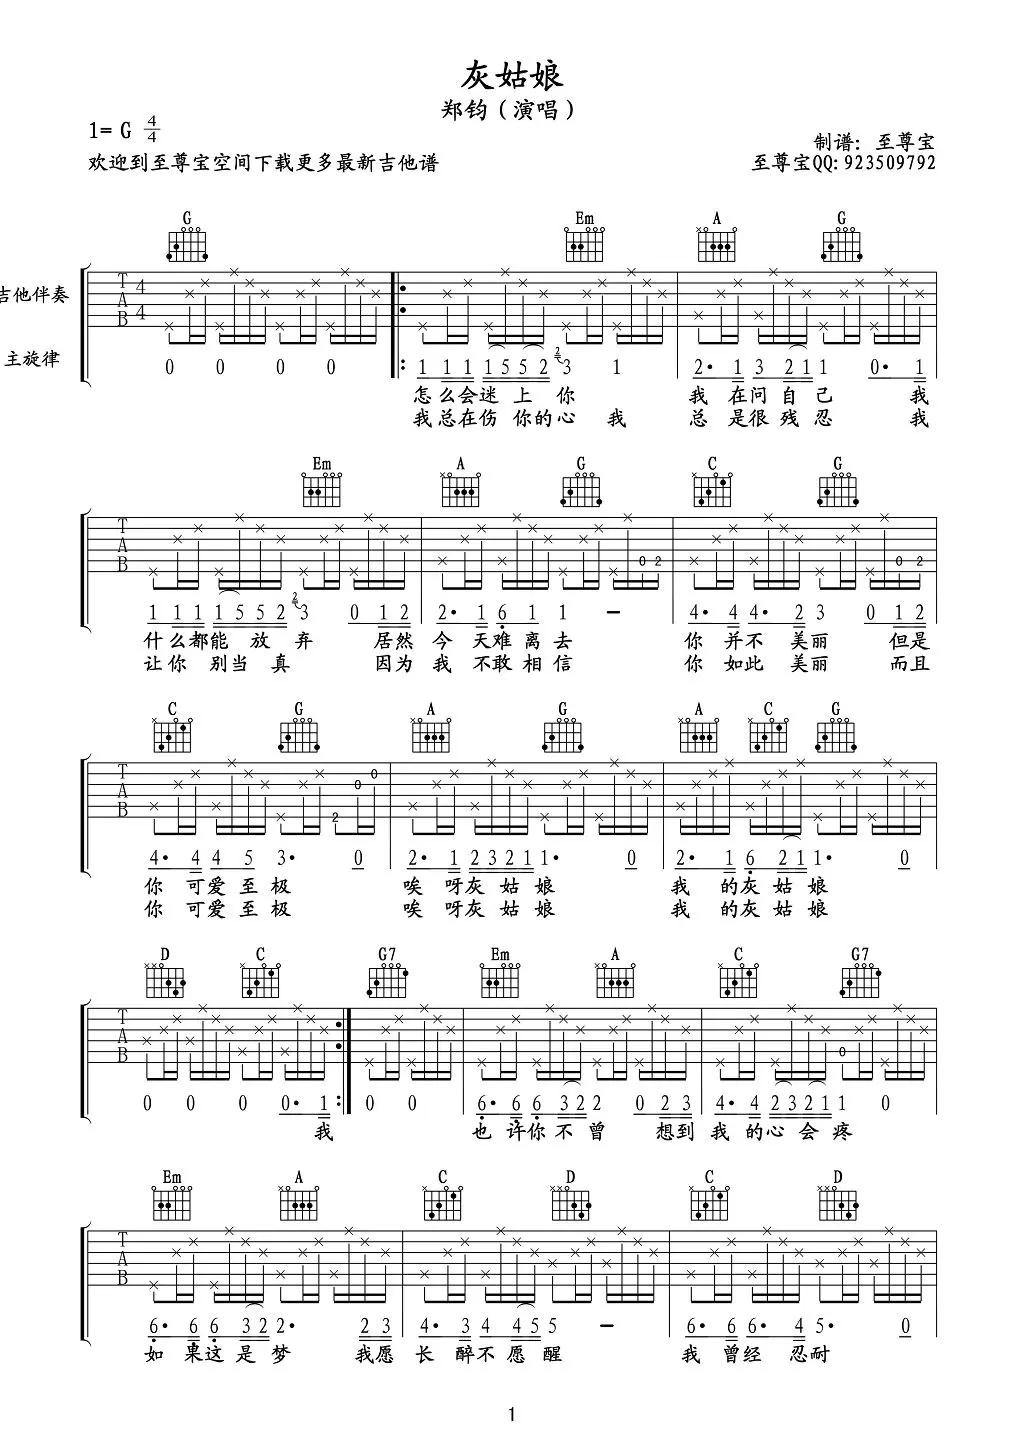 灰姑娘
郑钧（演唱）
1= G 4/4
制谱：至尊宝
欢迎到至尊宝空间下载更多最新吉他谱
至尊宝QQ:923509792
G Em A G
吉他伴奏
T A B 4 4
主旋律
0 0 0 0 1 1 1 1 5 5 2 2 3 1 2· 1 3 2 1 1 0· 1
怎么会迷上你 我在问自己 我
我总在伤你的心 我 总是很残忍 我
Em A G C G
T A B 0 2 0 2
1 1 1 1 5 5 2 2 3 0 1 2 2· 1 6 1 1 — 4· 4 4· 2 3 0 1 2
什么都能放弃 居然今天难离去 你并不美丽 但是
让你别当真 因为我不敢相信 你如此美丽 而且
C G A G A C G
T A B 2 0 0
4· 4 4 5 3· 0 2· 1 2 3 2 1 1· 0 2· 1 6 2 1 1· 0
你可爱至极 唉呀灰姑娘 我的灰姑娘
你可爱至极 唉呀灰姑娘 我的灰姑娘
D C G7 Em A C G7
T A B 0
0 0 0 0· 1 0 0 6· 6 6 3 2 2 0 2 3 4· 4 2 3 2 1 1 0
我 也许你不曾 想到我的心会疼
Em A C D C D
T A B
6· 6 6 3 2 2· 2 3 4· 3 4 4 5 5 — 6· 6 6· 4 5· 0
如果这是梦 我愿长醉不愿醒 我曾经忍耐
1